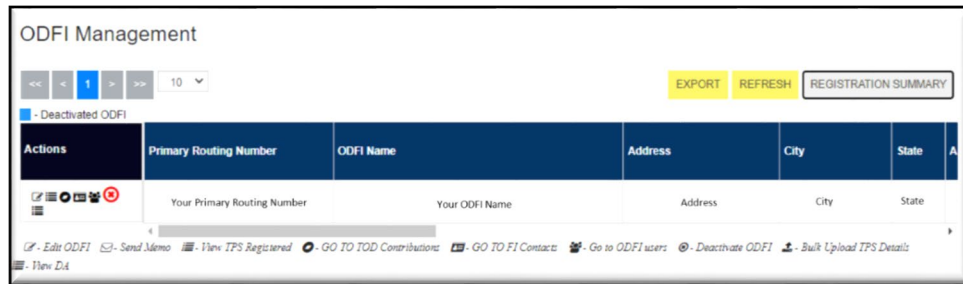 ODFI Management
<< < 1 > >> 10 EXPORT REFRESH REGISTRATION SUMMARY
- Deactivated ODFI
Actions Primary Routing Number ODFI Name Address City State A
Your Primary Routing Number Your ODFI Name Address City State
- Edit ODFI - Send Memo - View TPS Registered - GO TO TOD Contributions - GO TO FI Contacts - Go to ODFI users - Deactivate ODFI - Bulk Upload TPS Details
- View DA